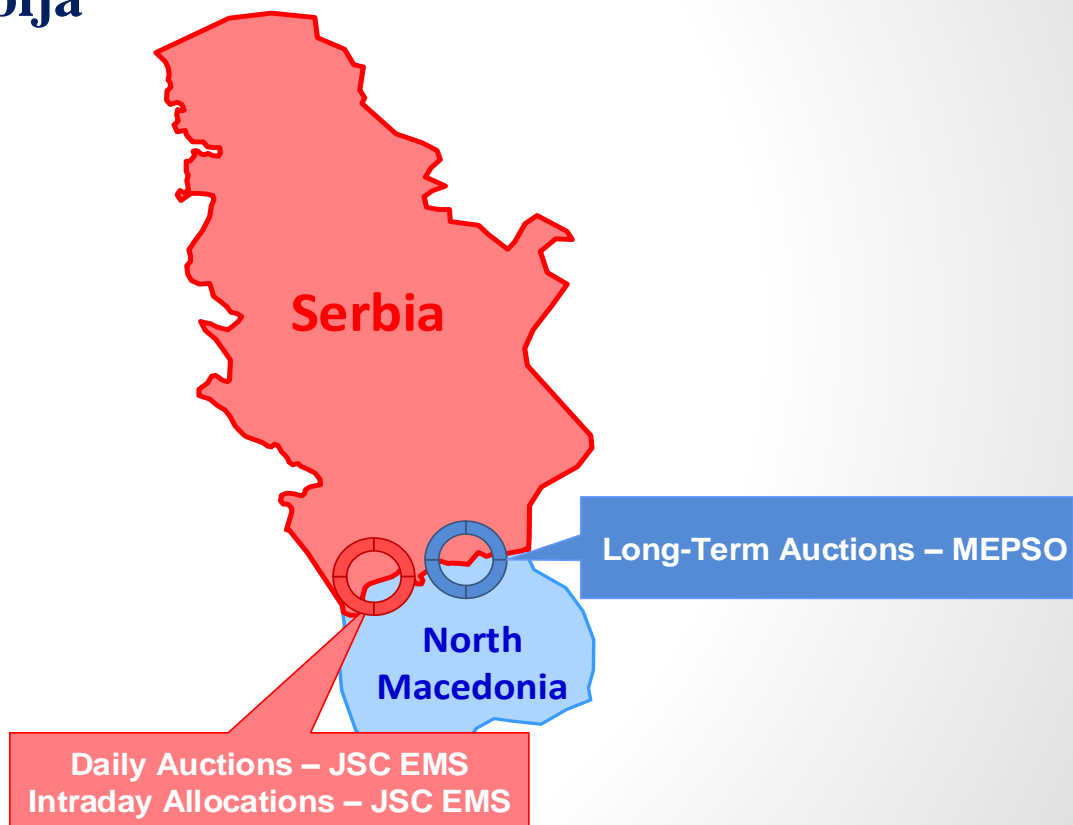 Serbia
Long-Term Auctions – MEPSO
North
Macedonia
Daily Auctions – JSC EMS
Intraday Allocations – JSC EMS